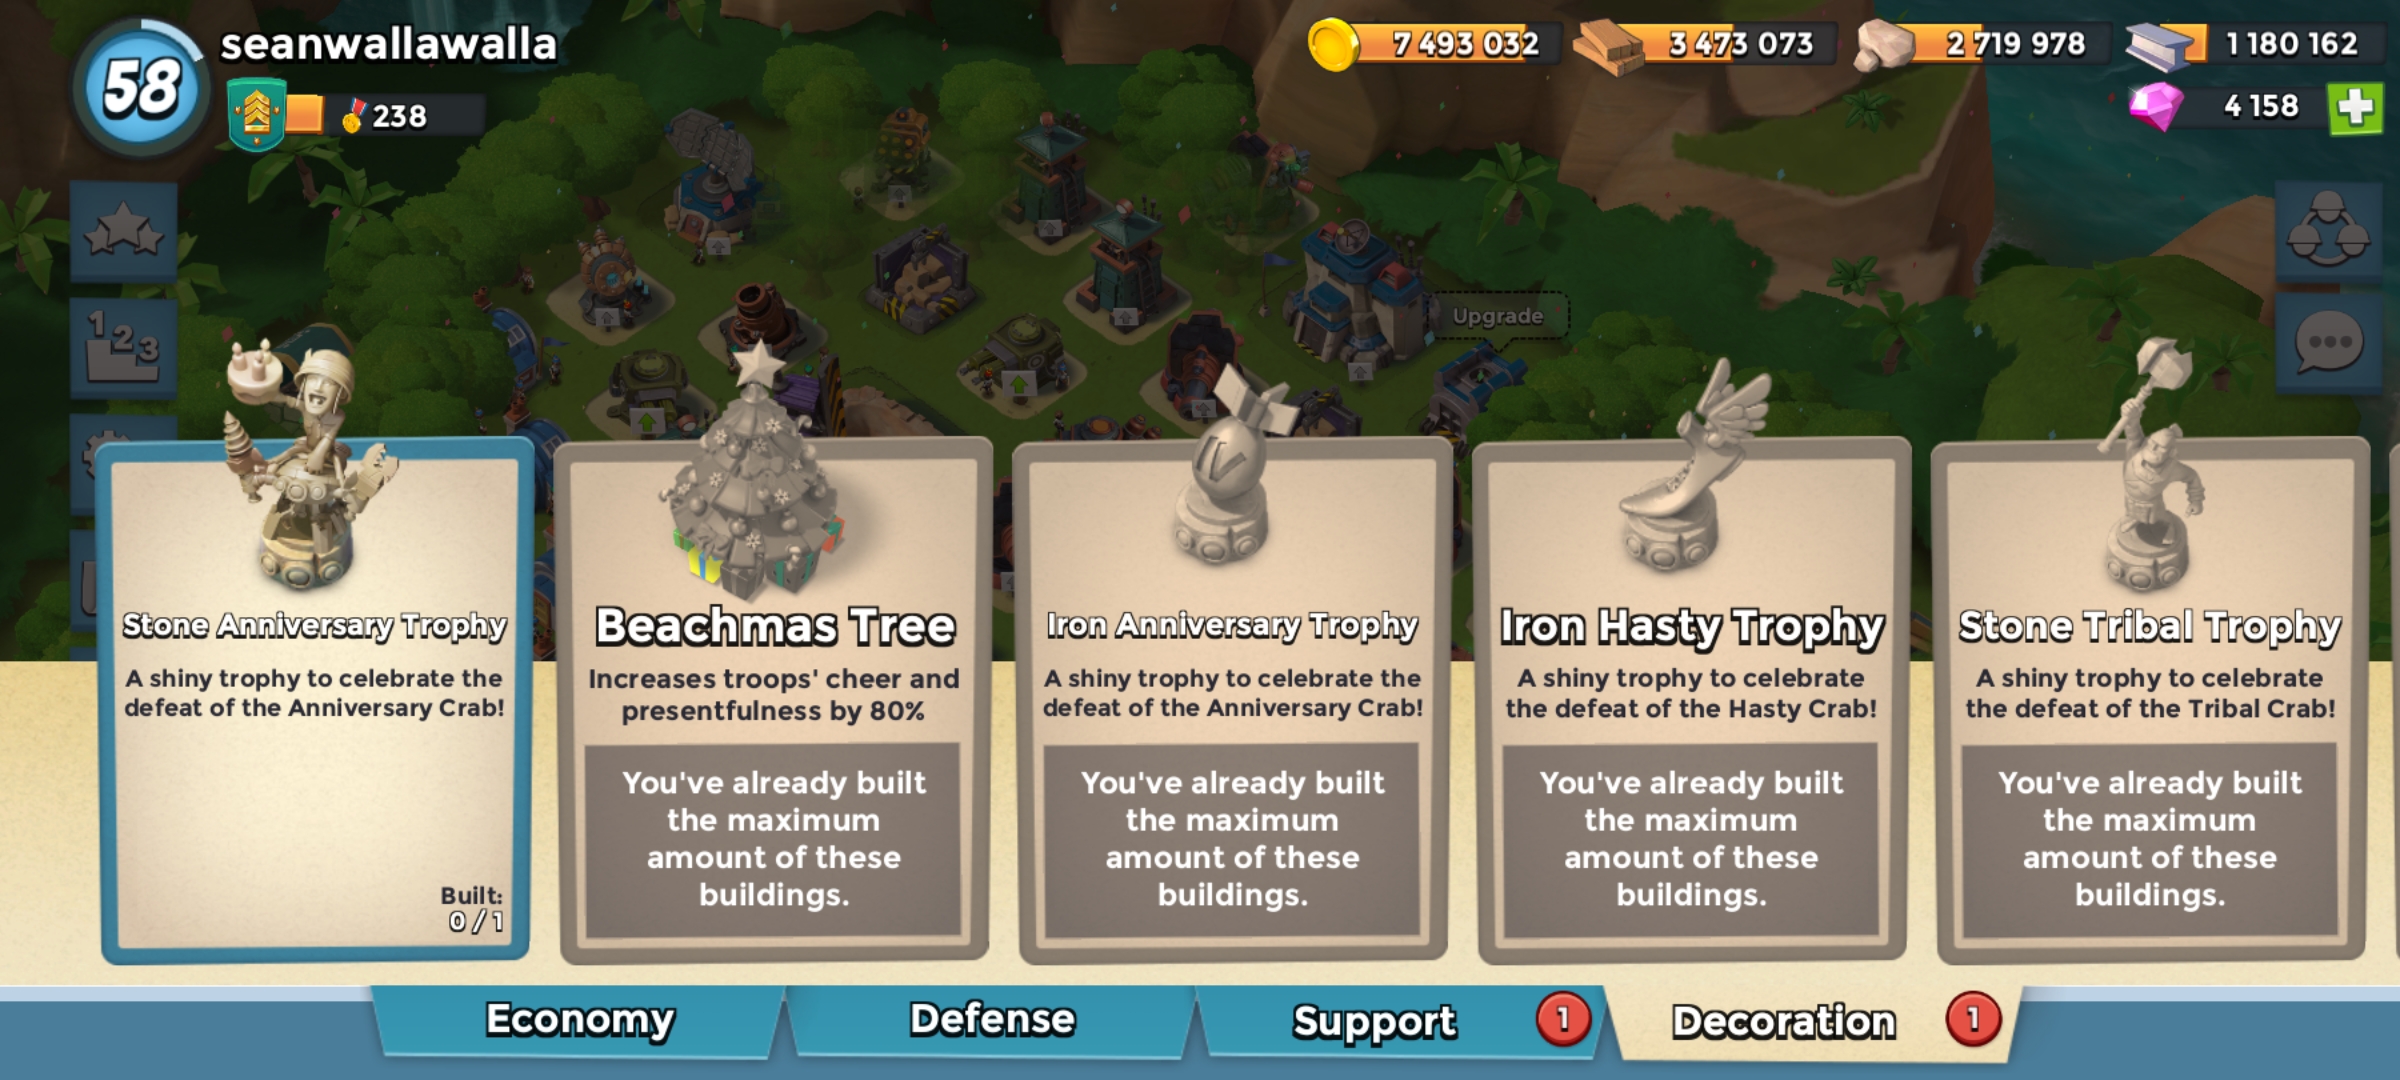 58
seanwallawalla
238
7 493 032
3 473 073
2 719 978
1 180 162
4 158
1 2 3
Upgrade
Stone Anniversary Trophy
A shiny trophy to celebrate the
defeat of the Anniversary Crab!
Built:
0/1
Beachmas Tree
Increases troops' cheer and
presentfulness by 80%
You've already built
the maximum
amount of these
buildings.
IV
Iron Anniversary Trophy
A shiny trophy to celebrate the
defeat of the Anniversary Crab!
You've already built
the maximum
amount of these
buildings.
Iron Hasty Trophy
A shiny trophy to celebrate
the defeat of the Hasty Crab!
You've already built
the maximum
amount of these
buildings.
Stone Tribal Trophy
A shiny trophy to celebrate
the defeat of the Tribal Crab!
You've already built
the maximum
amount of these
buildings.
Economy
Defense
Support
1
Decoration
1